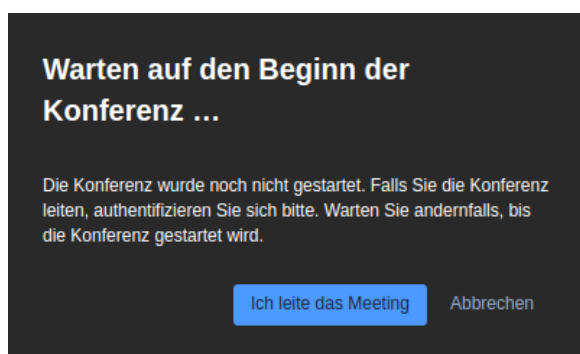 Warten auf den Beginn der
Konferenz …
Die Konferenz wurde noch nicht gestartet. Falls Sie die Konferenz
leiten, authentifizieren Sie sich bitte. Warten Sie andernfalls, bis
die Konferenz gestartet wird.
Ich leite das Meeting Abbrechen